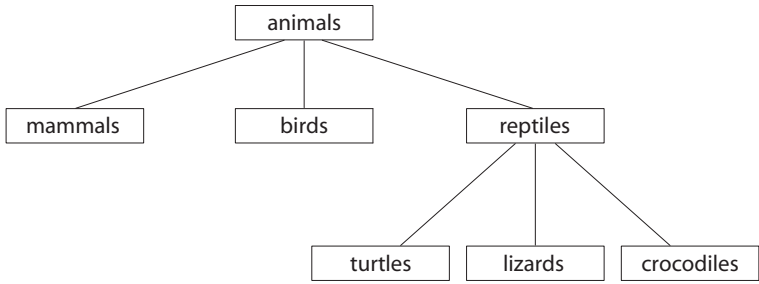 animals
mammals
birds
reptiles
turtles
lizards
crocodiles